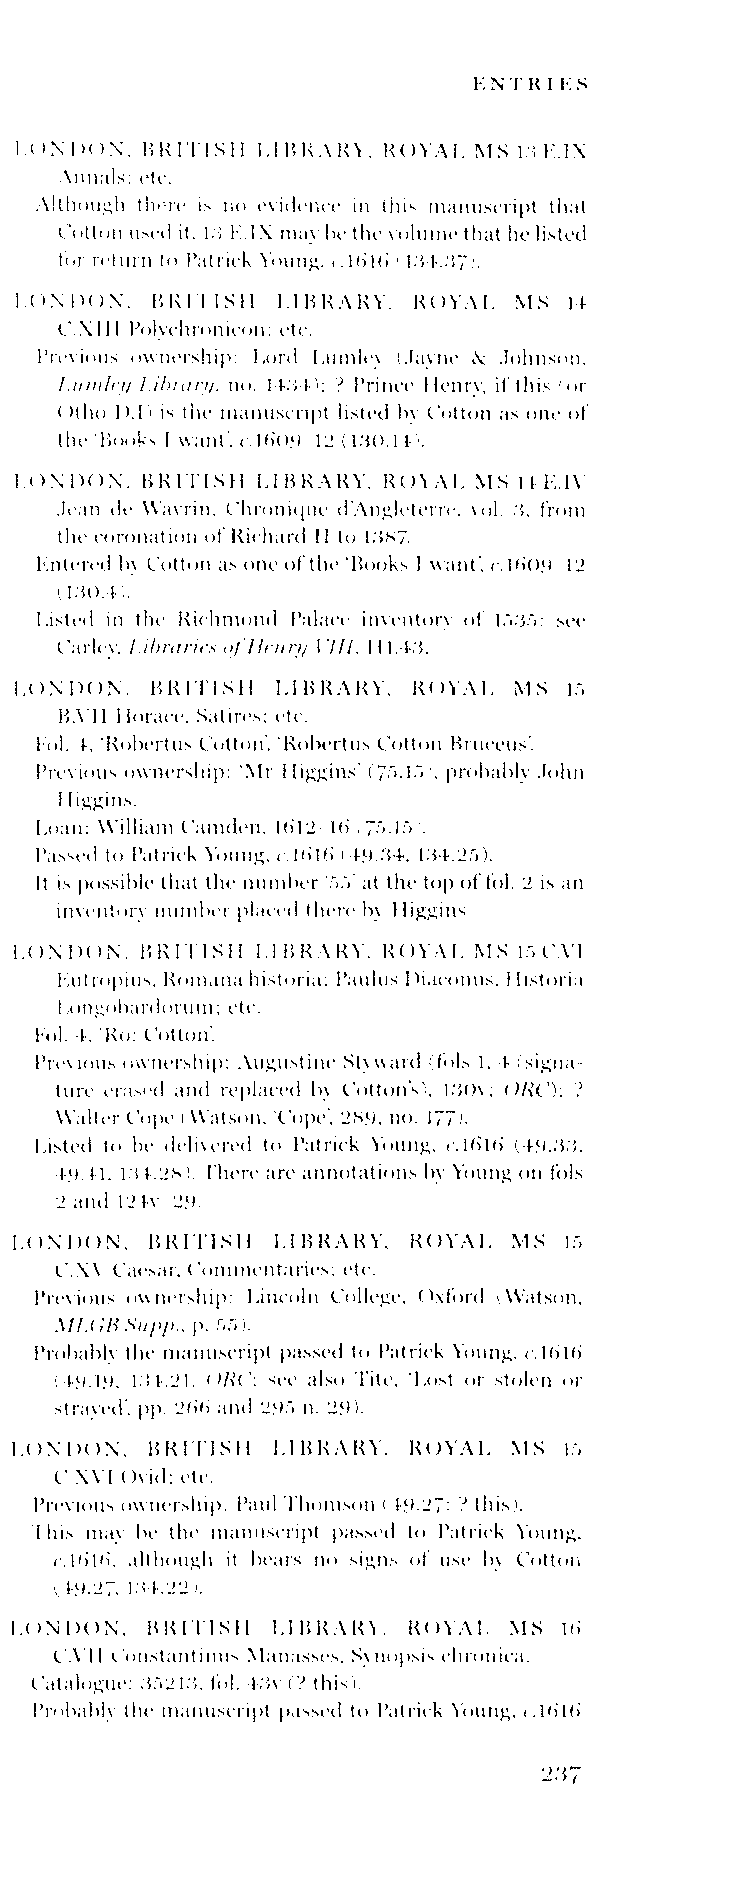 ENTRIES
LONDON, BRITISH LIBRARY, ROYAL MS 13 E.IX
Annals; etc.
Although there is no evidence in this manuscript that
Cotton used it, 13 E.IX may be the volume that he listed
for return to Patrick Young, c.1616 (134.37).
LONDON, BRITISH LIBRARY, ROYAL MS 14
C.XIII Polychronicon; etc.
Previous ownership: Lord Lumley (Jayne & Johnson,
Lumley Library, no. 1434); ? Prince Henry, if this (or
Otho D.I) is the manuscript listed by Cotton as one of
the 'Books I want', c.1609–12 (130.14).
LONDON, BRITISH LIBRARY, ROYAL MS 14 E.IV
Jean de Wavrin, Chronique d'Angleterre, vol. 3, from
the coronation of Richard II to 1387.
Entered by Cotton as one of the 'Books I want', c.1609–12
(130.4).
Listed in the Richmond Palace inventory of 1535: see
Carley, Libraries of Henry VIII, H1.43.
LONDON, BRITISH LIBRARY, ROYAL MS 15
B.VII Horace, Satires; etc.
Fol. 4, 'Robertus Cotton', 'Robertus Cotton Bruceus'.
Previous ownership: 'Mr Higgins' (75.15), probably John
Higgins.
Loan: William Camden, 1612–16 (75.15).
Passed to Patrick Young, c.1616 (49.34, 134.25).
It is possible that the number '55' at the top of fol. 2 is an
inventory number placed there by Higgins
LONDON, BRITISH LIBRARY, ROYAL MS 15 C.VI
Eutropius, Romana historia; Paulus Diaconus, Historia
Longobardorum; etc.
Fol. 4, 'Ro: Cotton'.
Previous ownership: Augustine Styward (fols 1, 4 (signa-
ture erased and replaced by Cotton's), 130v; ORC); ?
Walter Cope (Watson, 'Cope', 289, no. 177).
Listed to be delivered to Patrick Young, c.1616 (49.33,
49.41, 134.28). There are annotations by Young on fols
2 and 124v–29.
LONDON, BRITISH LIBRARY, ROYAL MS 15
C.XV Caesar, Commentaries; etc.
Previous ownership: Lincoln College, Oxford (Watson,
MLGB Supp., p. 55).
Probably the manuscript passed to Patrick Young, c.1616
(49.19, 134.21, ORC; see also Tite, 'Lost or stolen or
strayed', pp. 266 and 295 n. 29).
LONDON, BRITISH LIBRARY, ROYAL MS 15
C XVI Ovid; etc.
Previous ownership, Paul Thomson (49.27: ? this).
This may be the manuscript passed to Patrick Young,
c.1616, although it bears no signs of use by Cotton
(49.27, 134.22).
LONDON, BRITISH LIBRARY, ROYAL MS 16
C.VII Constantinus Manasses, Synopsis chronica.
Catalogue: 35213, fol. 43v (? this).
Probably the manuscript passed to Patrick Young, c.1616
237